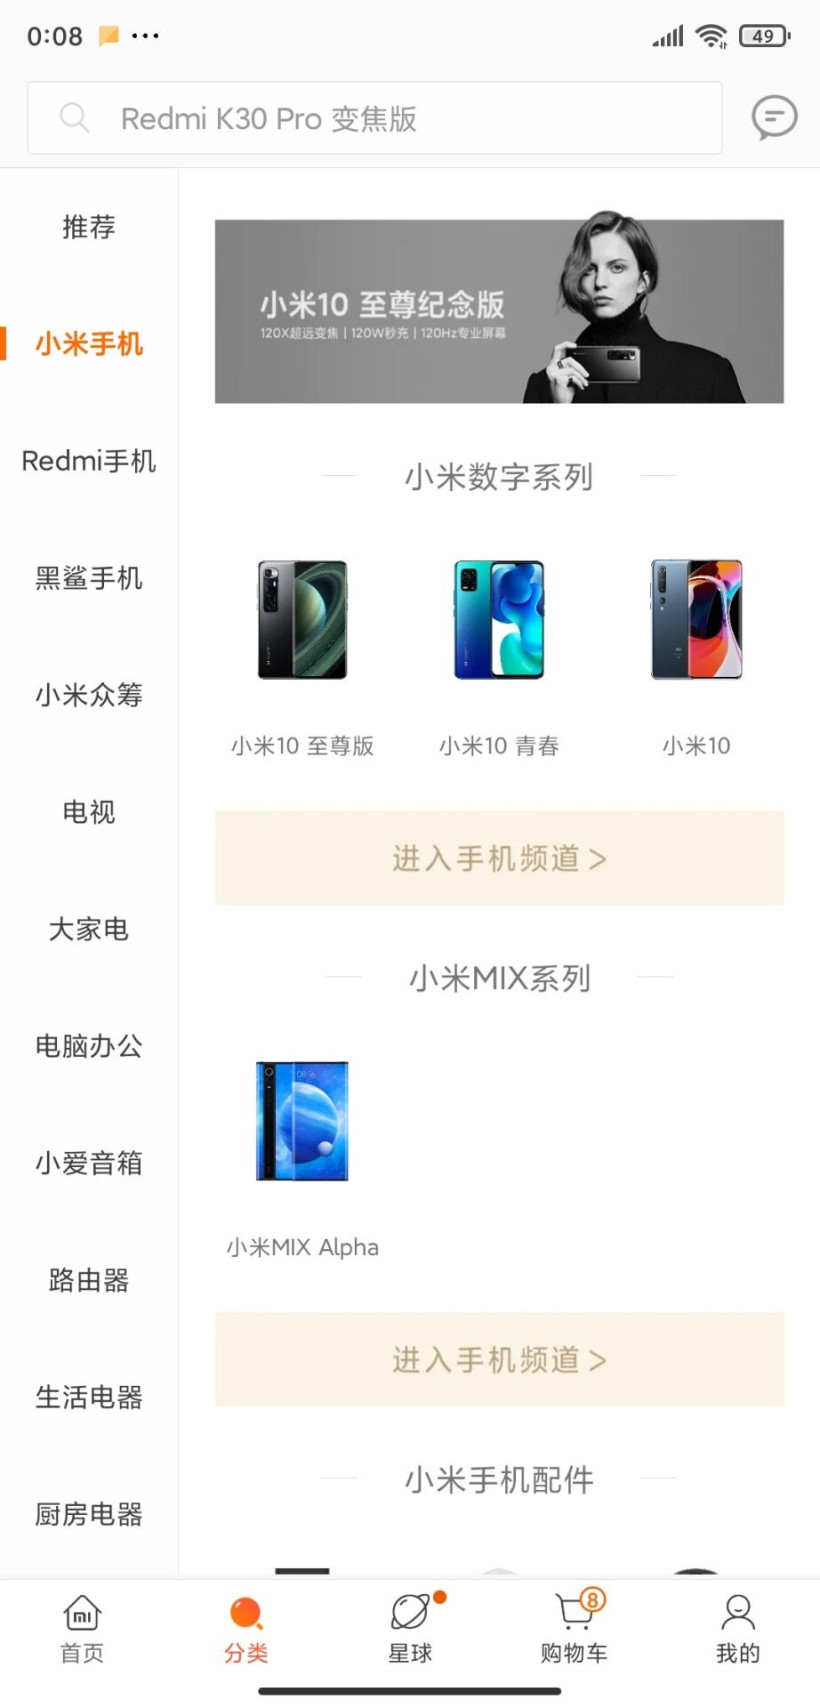 0:08
49
Redmi K30 Pro 变焦版
推荐
小米手机
Redmi手机
黑鲨手机
小米众筹
电视
大家电
电脑办公
小爱音箱
路由器
生活电器
厨房电器
小米10 至尊纪念版
120X超远变焦 | 120W秒充 | 120Hz专业屏幕
小米数字系列
小米10 至尊版
小米10 青春
小米10
进入手机频道 >
小米MIX系列
08:16
小米MIX Alpha
进入手机频道 >
小米手机配件
首页
分类
星球
8
购物车
我的